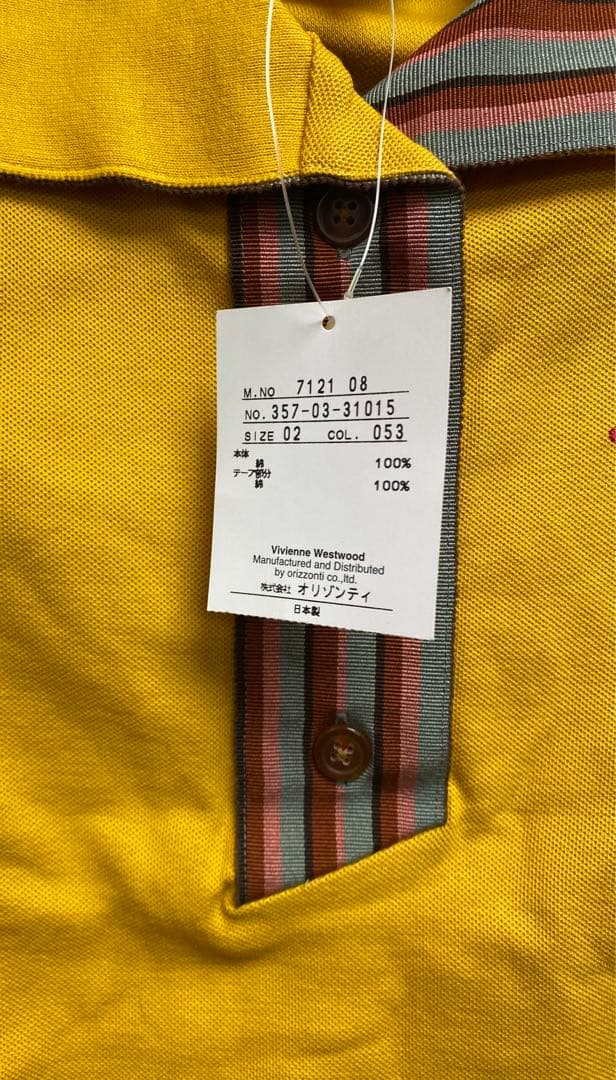 M.NO 7121 08
NO. 357-03-31015
SIZE 02 COL. 053
本体
綿 100%
テープ部分
綿 100%
Vivienne Westwood
Manufactured and Distributed
by orizzonti co.,ltd.
株式会社 オリゾンティ
日本製